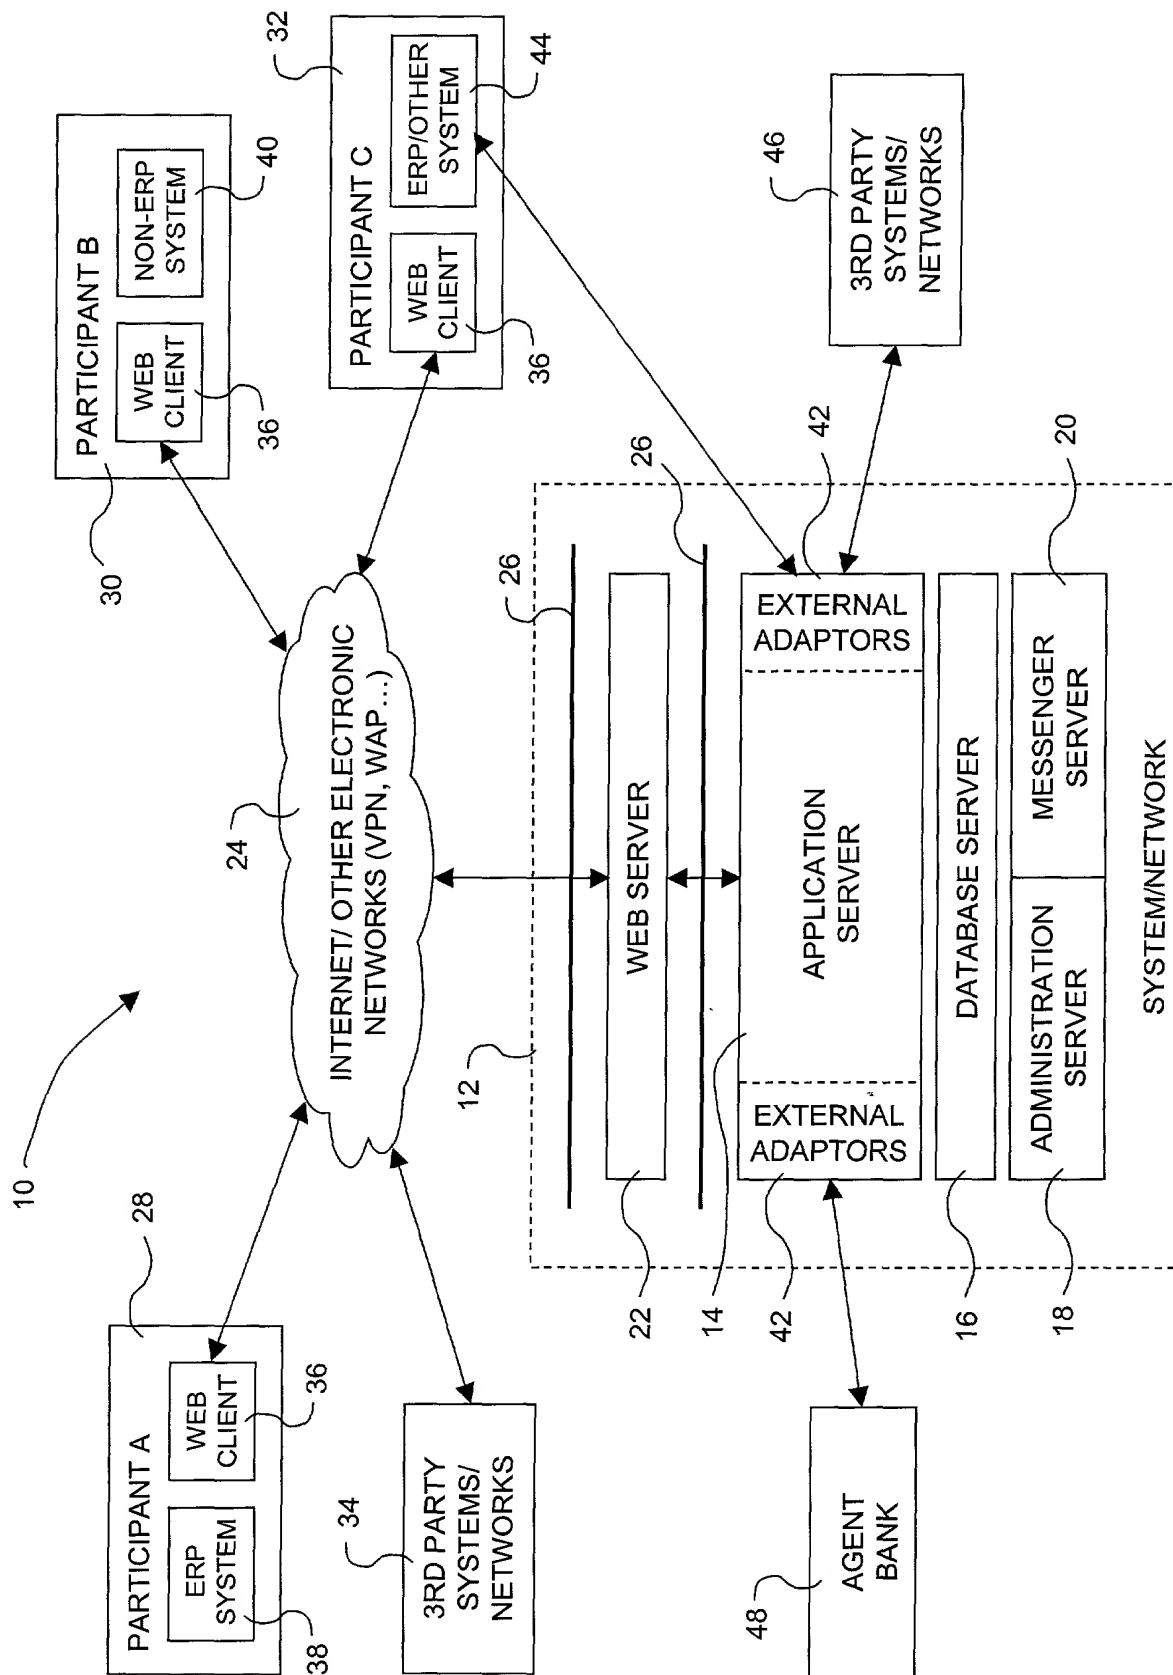 10
PARTICIPANT A
28
ERP
SYSTEM
38
WEB
CLIENT
36
3RD PARTY
SYSTEMS/
NETWORKS
34
INTERNET/ OTHER ELECTRONIC
NETWORKS (VPN, WAP...)
24
PARTICIPANT B
30
WEB
CLIENT
36
NON-ERP
SYSTEM
40
PARTICIPANT C
32
WEB
CLIENT
36
ERP/OTHER
SYSTEM
44
12
26
WEB SERVER
22
26
EXTERNAL
ADAPTORS
42
APPLICATION
SERVER
14
EXTERNAL
ADAPTORS
42
DATABASE SERVER
16
ADMINISTRATION
SERVER
18
MESSENGER
SERVER
20
SYSTEM/NETWORK
AGENT
BANK
48
3RD PARTY
SYSTEMS/
NETWORKS
46